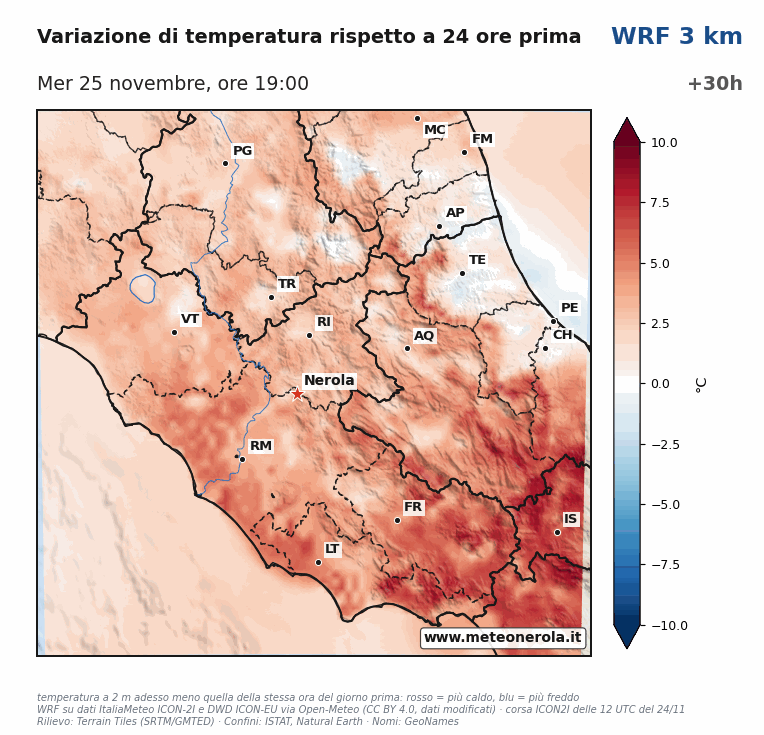 Variazione di temperatura rispetto a 24 ore prima
WRF 3 km
Mer 25 novembre, ore 19:00
+30h
MC
FM
PG
AP
TE
TR
PE
VT
RI
AQ
CH
Nerola
RM
FR
IS
LT
www.meteonerola.it
10.0
7.5
5.0
2.5
0.0
−2.5
−5.0
−7.5
−10.0
°C
temperatura a 2 m adesso meno quella della stessa ora del giorno prima: rosso = più caldo, blu = più freddo
WRF su dati ItaliaMeteo ICON-2I e DWD ICON-EU via Open-Meteo (CC BY 4.0, dati modificati) · corsa ICON2I delle 12 UTC del 24/11
Rilievo: Terrain Tiles (SRTM/GMTED) · Confini: ISTAT, Natural Earth · Nomi: GeoNames